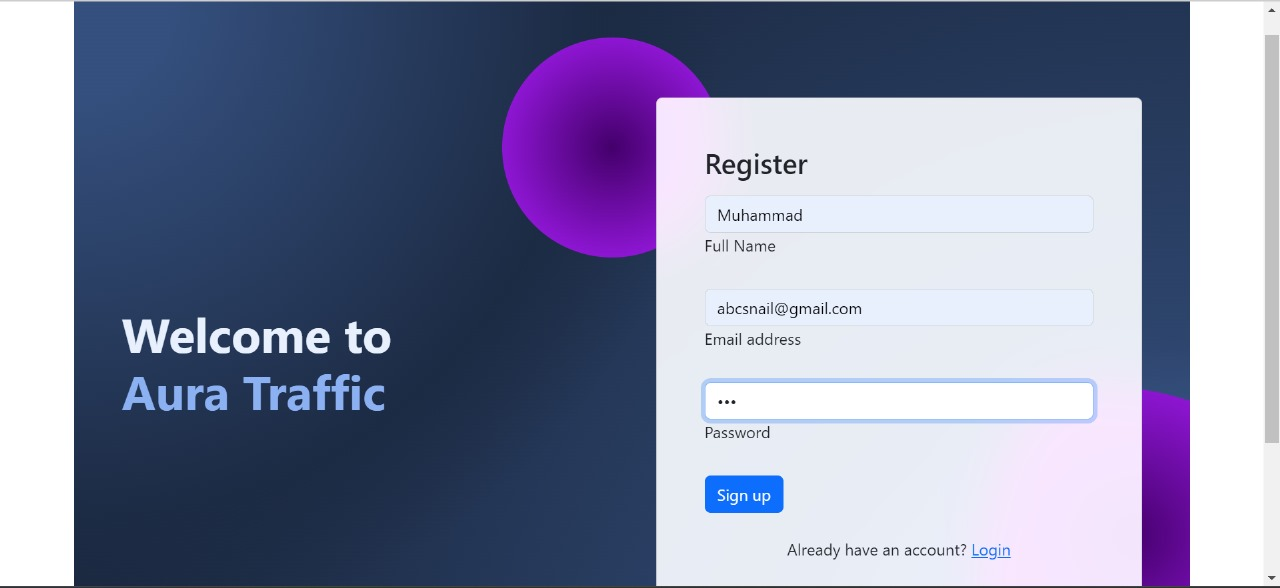 Welcome to
Aura Traffic
Register
Muhammad
Full Name
abcsnail@gmail.com
Email address
•••
Password
Sign up
Already have an account? Login